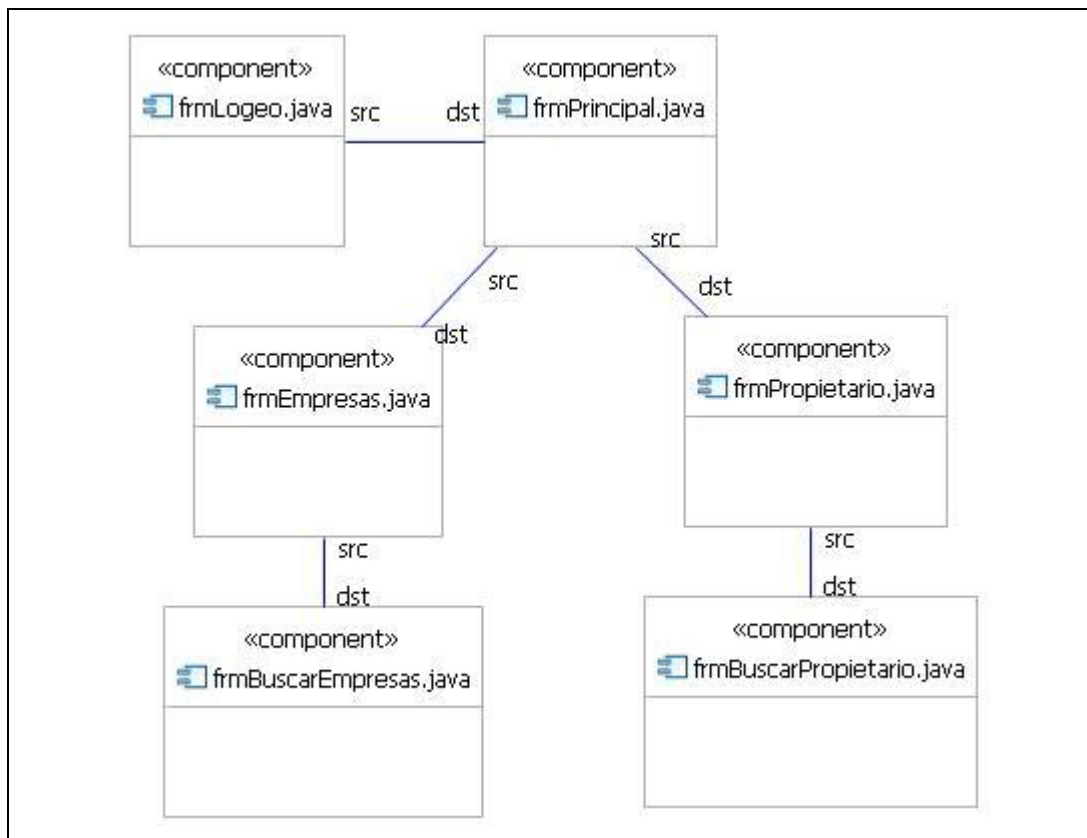 «component»
frmLogeo.java
src
dst
«component»
frmPrincipal.java
src
dst
src
dst
«component»
frmEmpresas.java
«component»
frmPropietario.java
src
dst
src
dst
«component»
frmBuscarEmpresas.java
«component»
frmBuscarPropietario.java